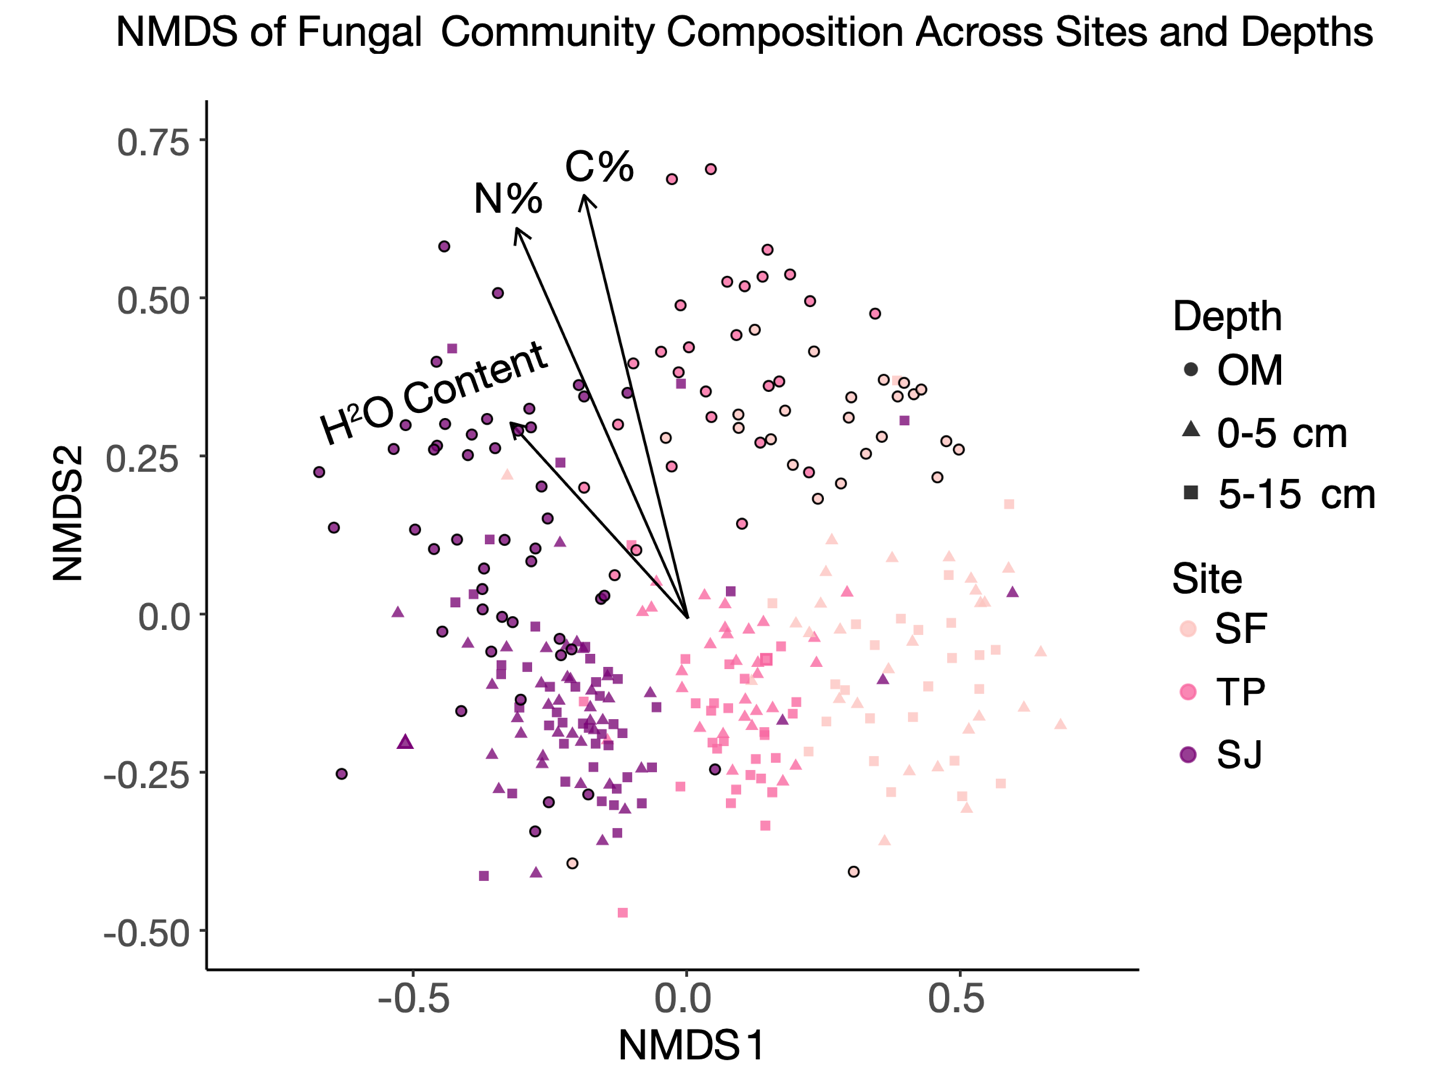 NMDS of Fungal Community Composition Across Sites and Depths
0.75
0.50
0.25
0.0
-0.25
-0.50
NMDS2
C%
N%
H²O Content
-0.5
0.0
0.5
NMDS1
Depth
OM
0-5 cm
5-15 cm
Site
SF
TP
SJ